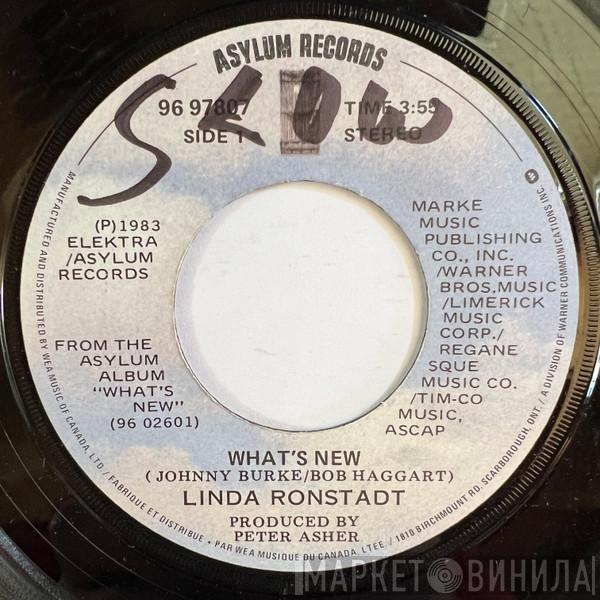 ASYLUM RECORDS
SLOW
96 97807
SIDE 1
TIME 3:55
STEREO
(P)1983
ELEKTRA
/ASYLUM
RECORDS
FROM THE
ASYLUM
ALBUM
"WHAT'S
NEW"
(96 02601)
MARKE
MUSIC
PUBLISHING
CO., INC.
/WARNER
BROS.MUSIC
/LIMERICK
MUSIC
CORP./
REGANE
SQUE
MUSIC CO.
/TIM-CO
MUSIC,
ASCAP
WHAT'S NEW
(JOHNNY BURKE/BOB HAGGART)
LINDA RONSTADT
PRODUCED BY
PETER ASHER
MANUFACTURED AND DISTRIBUTED BY WEA MUSIC OF CANADA, LTD. / FABRIQUE ET DISTRIBUE • PAR WEA MUSIQUE DU CANADA, LTEE / 1810 BIRCHMOUNT RD. SCARBOROUGH, ONT. / A DIVISION OF WARNER COMMUNICATIONS INC.
МАРКЕТ ВИНИЛА